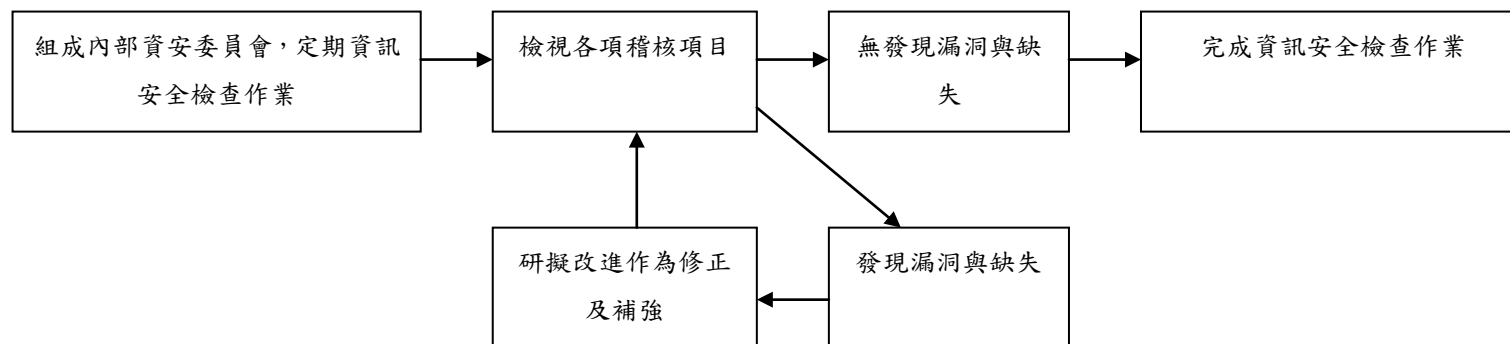 組成內部資安委員會，定期資訊
安全檢查作業
檢視各項稽核項目
無發現漏洞與缺
失
完成資訊安全檢查作業
研擬改進作為修正
及補強
發現漏洞與缺失